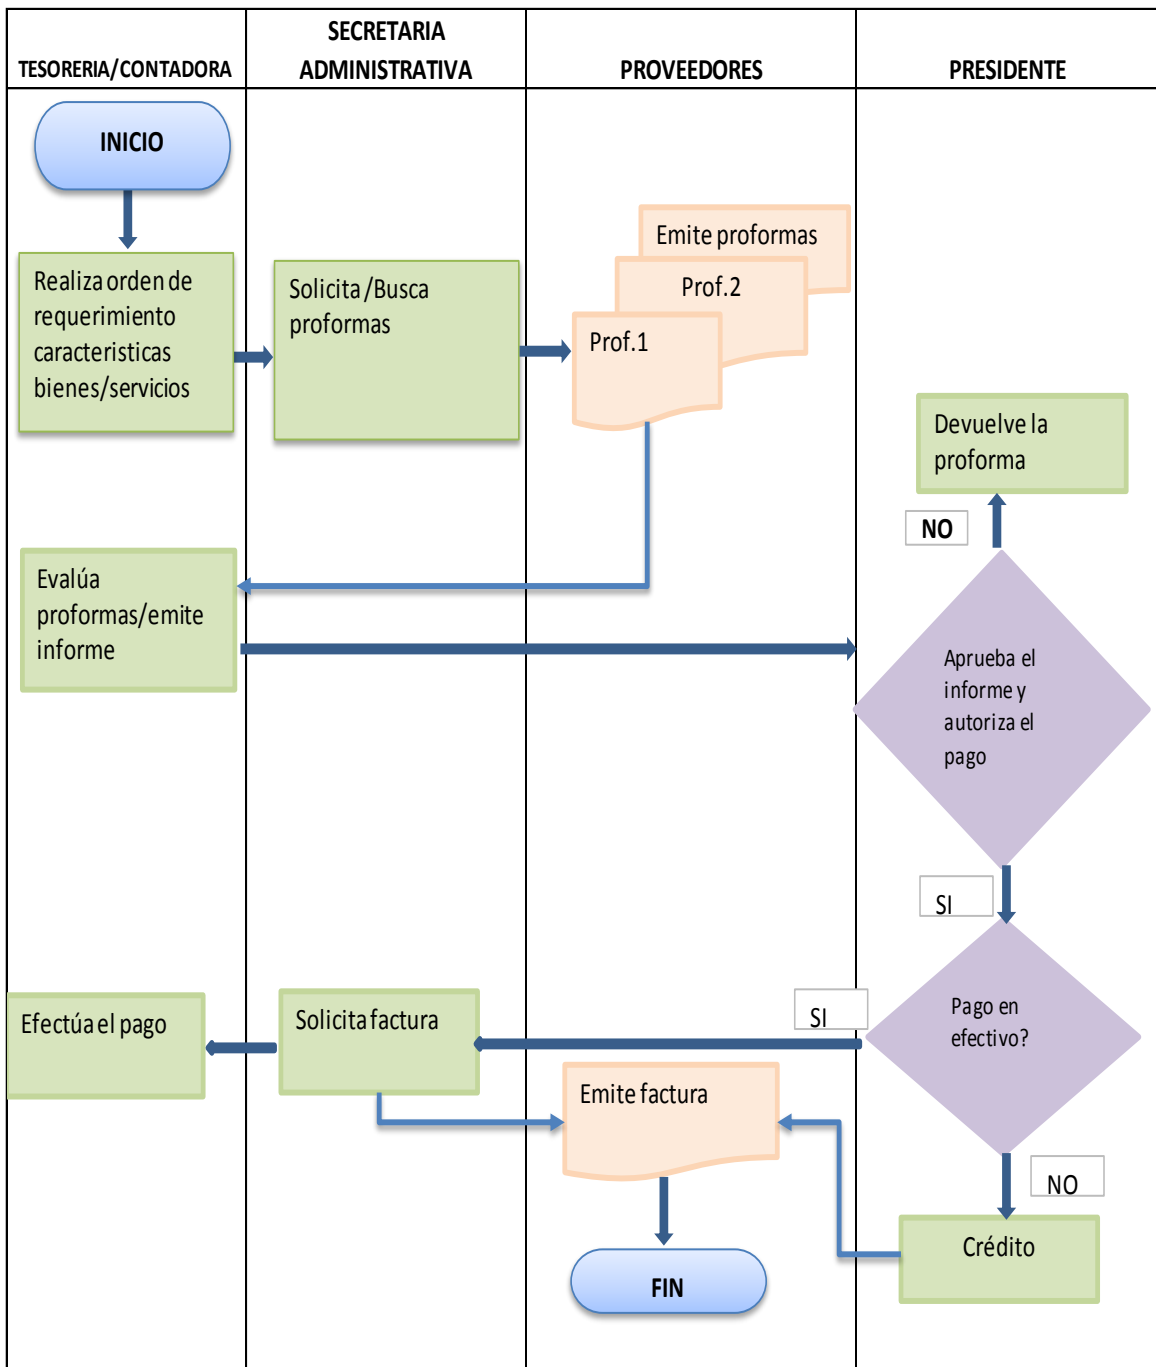 TESORERIA/CONTADORA
SECRETARIA
ADMINISTRATIVA
PROVEEDORES
PRESIDENTE
INICIO
Realiza orden de
requerimiento
caracteristicas
bienes/servicios
Solicita /Busca
proformas
Emite proformas
Prof.2
Prof.1
Devuelve la
proforma
NO
Evalúa
proformas/emite
informe
Aprueba el
informe y
autoriza el
pago
SI
Pago en
efectivo?
SI
Solicita factura
Efectúa el pago
Emite factura
NO
Crédito
FIN